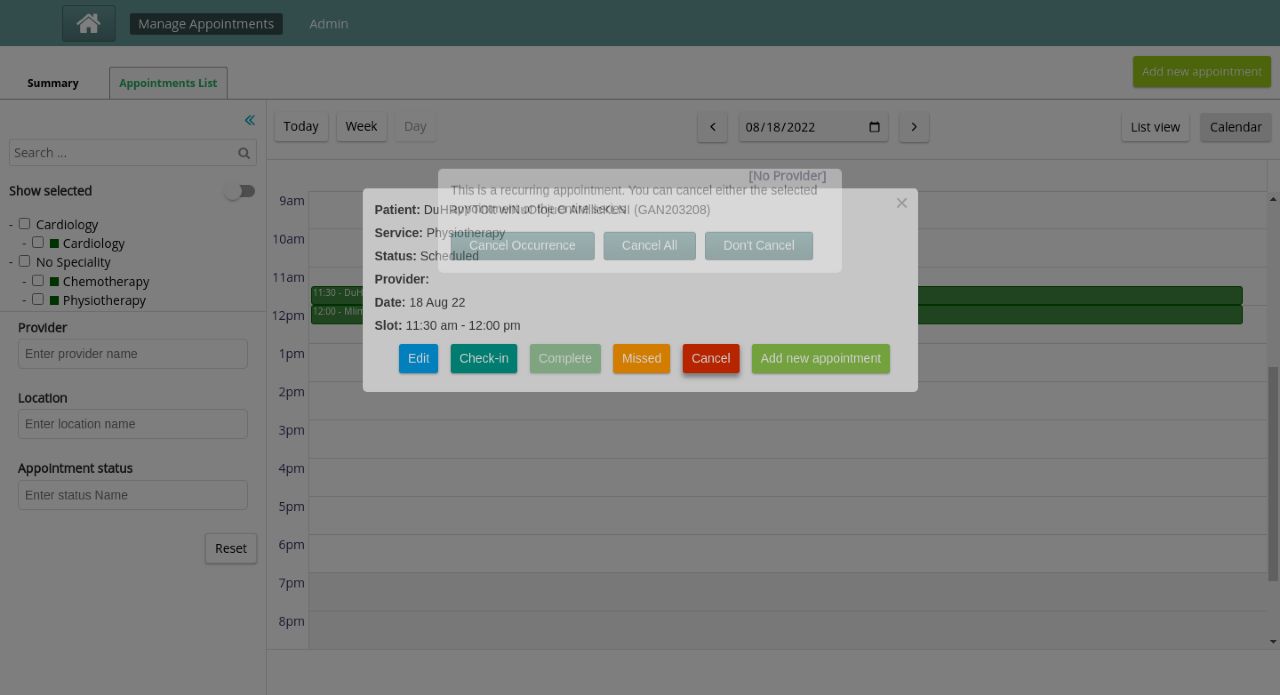 Manage Appointments Admin
Summary Appointments List Add new appointment
Today Week Day 08/18/2022 List view Calendar
Search ...
Show selected
- Cardiology
- Cardiology
- No Speciality
- Chemotherapy
- Physiotherapy
Provider
Enter provider name
Location
Enter location name
Appointment status
Enter status Name
Reset
[No Provider]
9am
10am
11am
12pm
1pm
2pm
3pm
4pm
5pm
6pm
7pm
8pm
11:30 - DuH
12:00 - Mlim
This is a recurring appointment. You can cancel either the selected
Cancel Occurrence Cancel All Don't Cancel
Patient: (GAN203208)
Service: Physiotherapy
Status: Scheduled
Provider:
Date: 18 Aug 22
Slot: 11:30 am - 12:00 pm
Edit Check-in Complete Missed Cancel Add new appointment